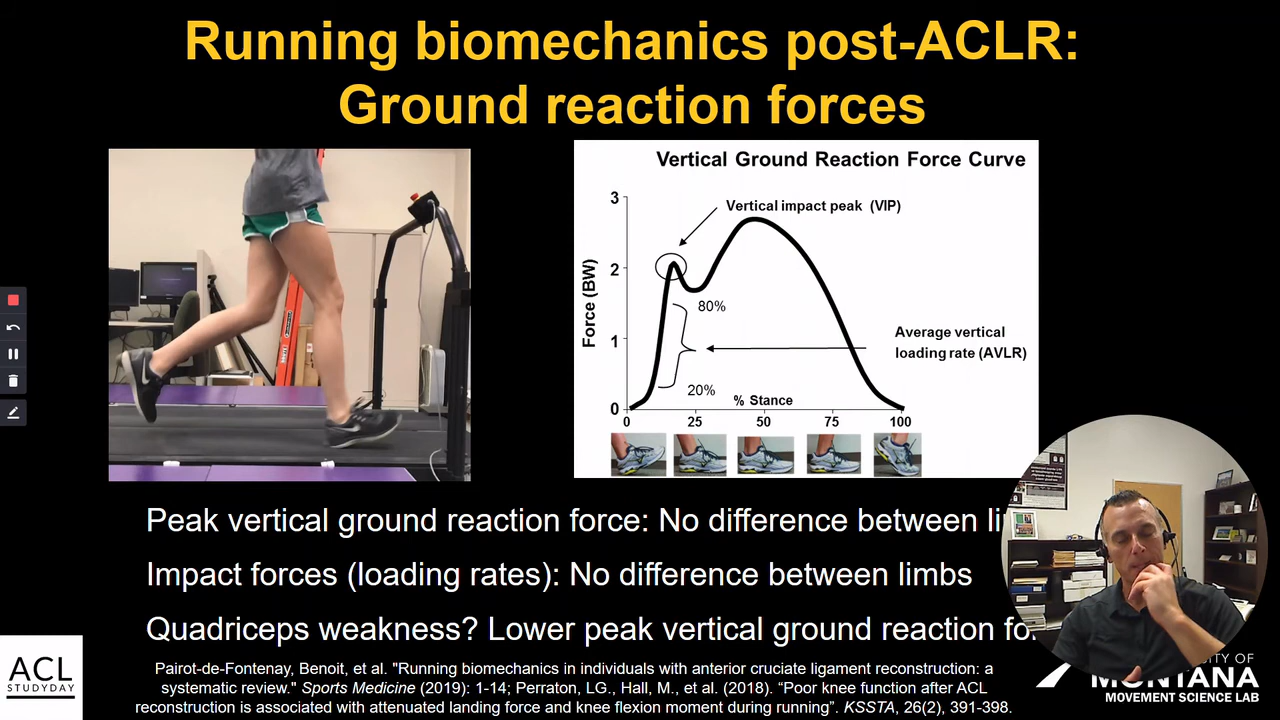 Running biomechanics post-ACLR:
Ground reaction forces
Vertical Ground Reaction Force Curve
3
Vertical impact peak (VIP)
2
Force (BW)
80%
1
Average vertical
loading rate (AVLR)
20%
% Stance
0
0 25 50 75 100
Peak vertical ground reaction force: No difference between
Impact forces (loading rates): No difference between limbs
Quadriceps weakness? Lower peak vertical ground reaction
Pairot-de-Fontenay, Benoit, et al. "Running biomechanics in individuals with anterior cruciate ligament reconstruction: a
systematic review." Sports Medicine (2019): 1-14; Perraton, LG., Hall, M., et al. (2018). “Poor knee function after ACL
reconstruction is associated with attenuated landing force and knee flexion moment during running”. KSSTA, 26(2), 391-398.
ACL
STUDYDAY
OF
MONTANA
MOVEMENT SCIENCE LAB